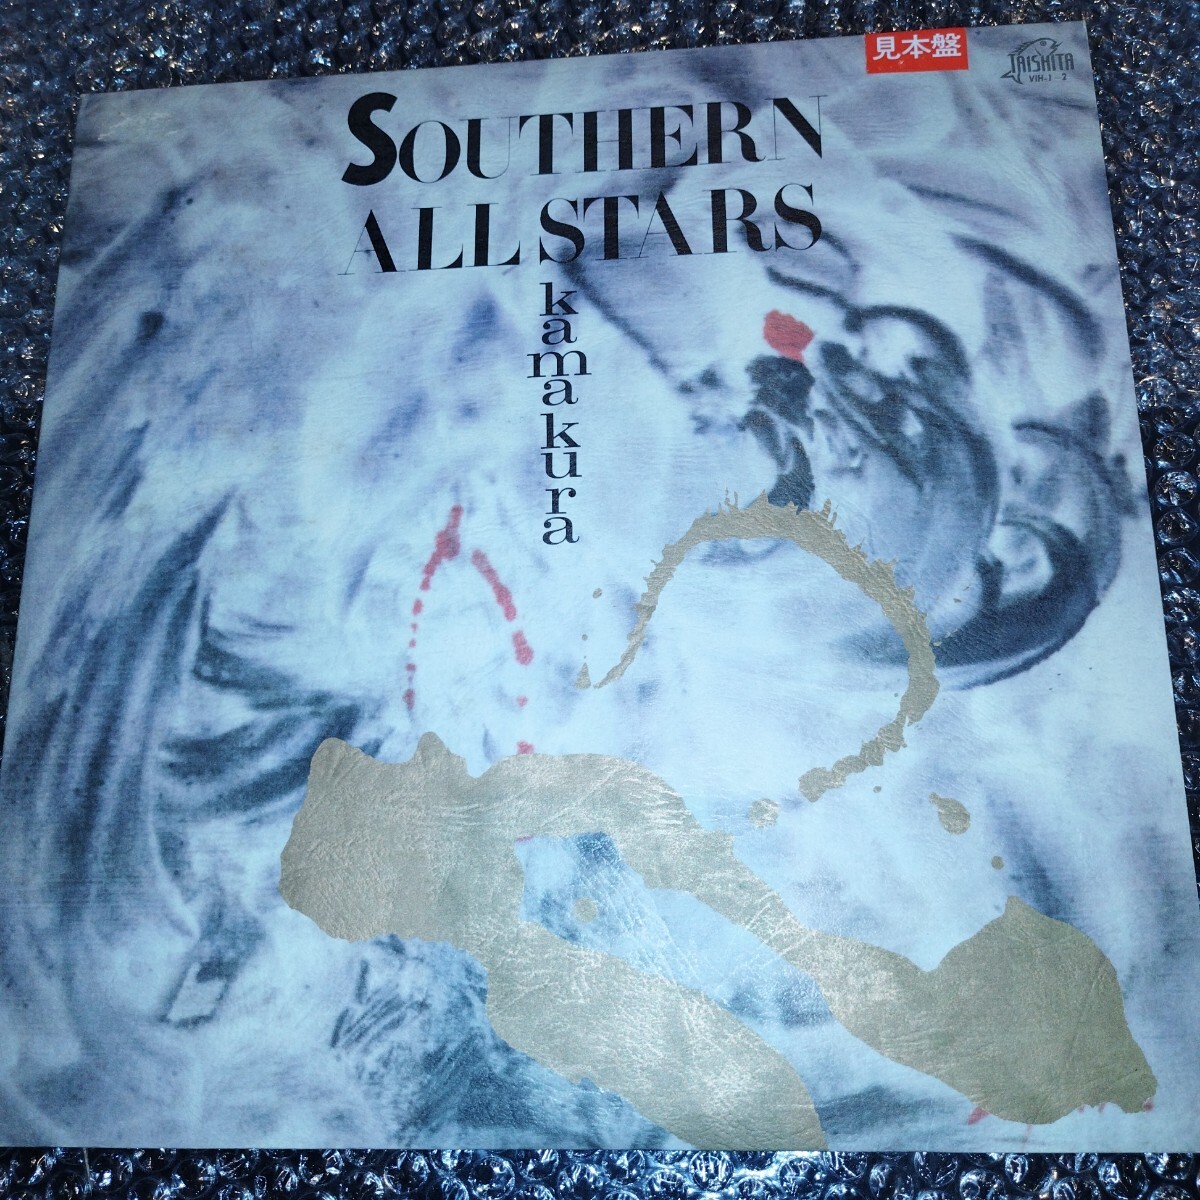 見本盤
TAISHITA
VIH-1-2
SOUTHERN
ALL STARS
kamakura